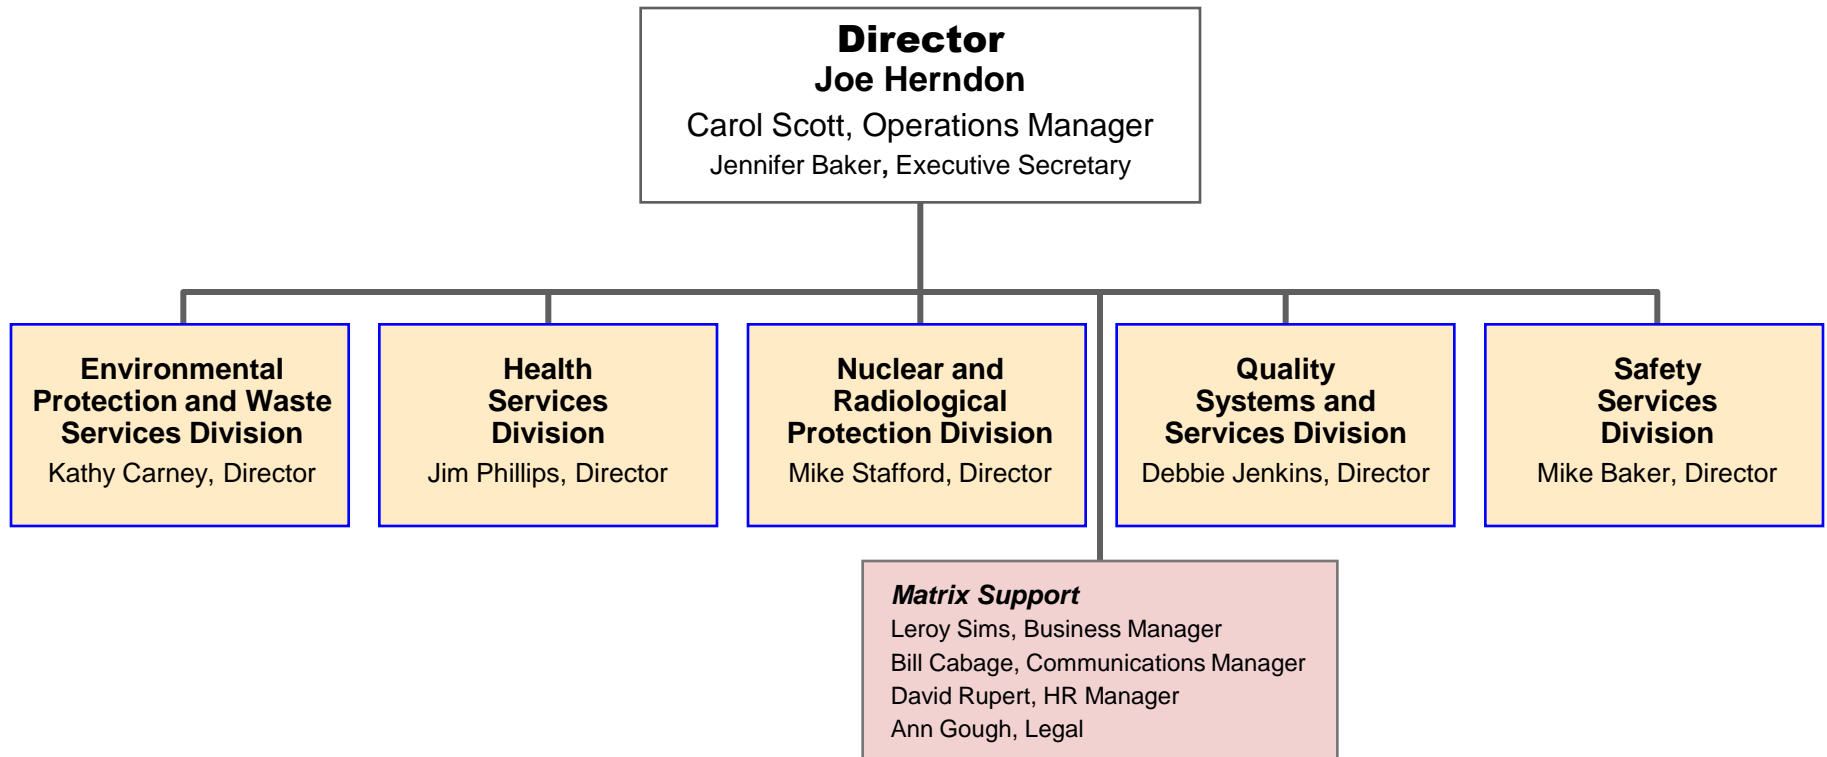 Director
Joe Herndon
Carol Scott, Operations Manager
Jennifer Baker, Executive Secretary
Environmental
Protection and Waste
Services Division
Kathy Carney, Director
Health
Services
Division
Jim Phillips, Director
Nuclear and
Radiological
Protection Division
Mike Stafford, Director
Quality
Systems and
Services Division
Debbie Jenkins, Director
Safety
Services
Division
Mike Baker, Director
Matrix Support
Leroy Sims, Business Manager
Bill Cabage, Communications Manager
David Rupert, HR Manager
Ann Gough, Legal